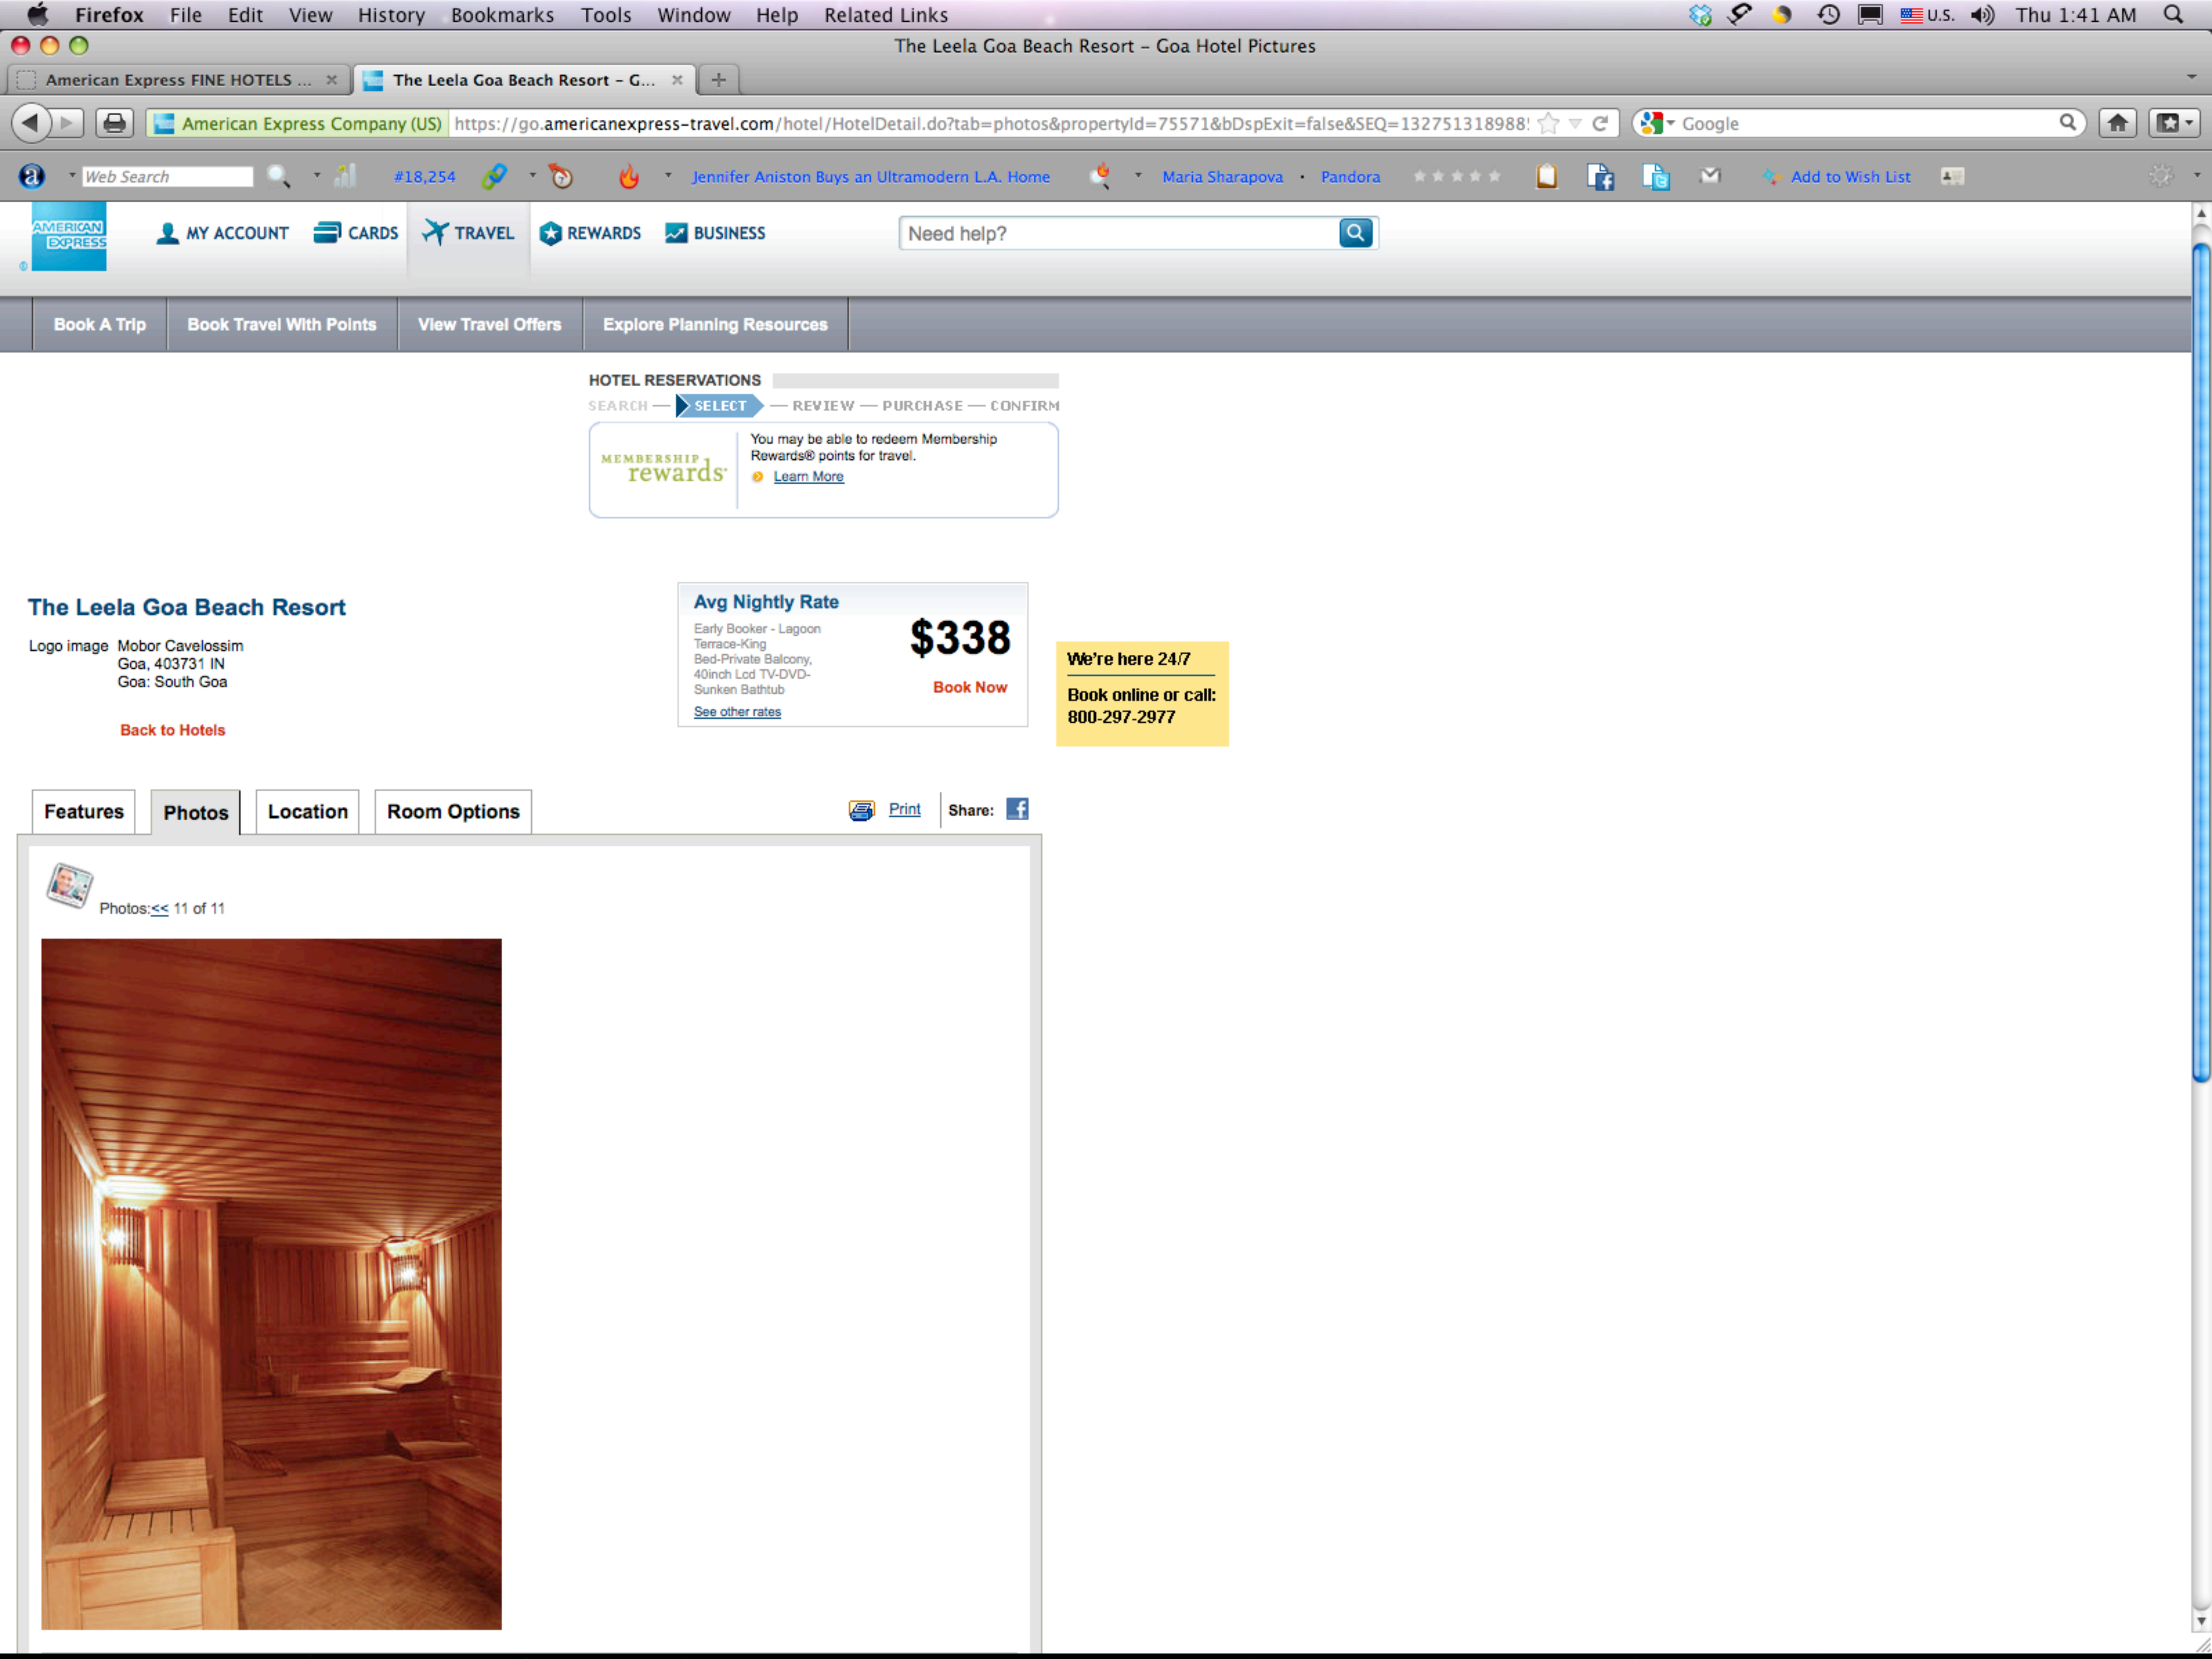 Firefox File Edit View History Bookmarks Tools Window Help Related Links U.S. Thu 1:41 AM
The Leela Goa Beach Resort – Goa Hotel Pictures
American Express FINE HOTELS ... The Leela Goa Beach Resort – G...
American Express Company (US) https://go.americanexpress-travel.com/hotel/HotelDetail.do?tab=photos&propertyId=75571&bDspExit=false&SEQ=132751318988 Google
a Web Search #18,254 Jennifer Aniston Buys an Ultramodern L.A. Home Maria Sharapova · Pandora Add to Wish List
AMERICAN EXPRESS
MY ACCOUNT CARDS TRAVEL REWARDS BUSINESS Need help?
Book A Trip Book Travel With Points View Travel Offers Explore Planning Resources
HOTEL RESERVATIONS
SEARCH — SELECT — REVIEW — PURCHASE — CONFIRM
MEMBERSHIP rewards
You may be able to redeem Membership
Rewards® points for travel.
Learn More
The Leela Goa Beach Resort
Logo image Mobor Cavelossim
Goa, 403731 IN
Goa: South Goa
Back to Hotels
Avg Nightly Rate
Early Booker - Lagoon
Terrace-King
Bed-Private Balcony,
40inch Lcd TV-DVD-
Sunken Bathtub
See other rates
$338
Book Now
We're here 24/7
Book online or call:
800-297-2977
Features Photos Location Room Options Print Share:
Photos:<< 11 of 11